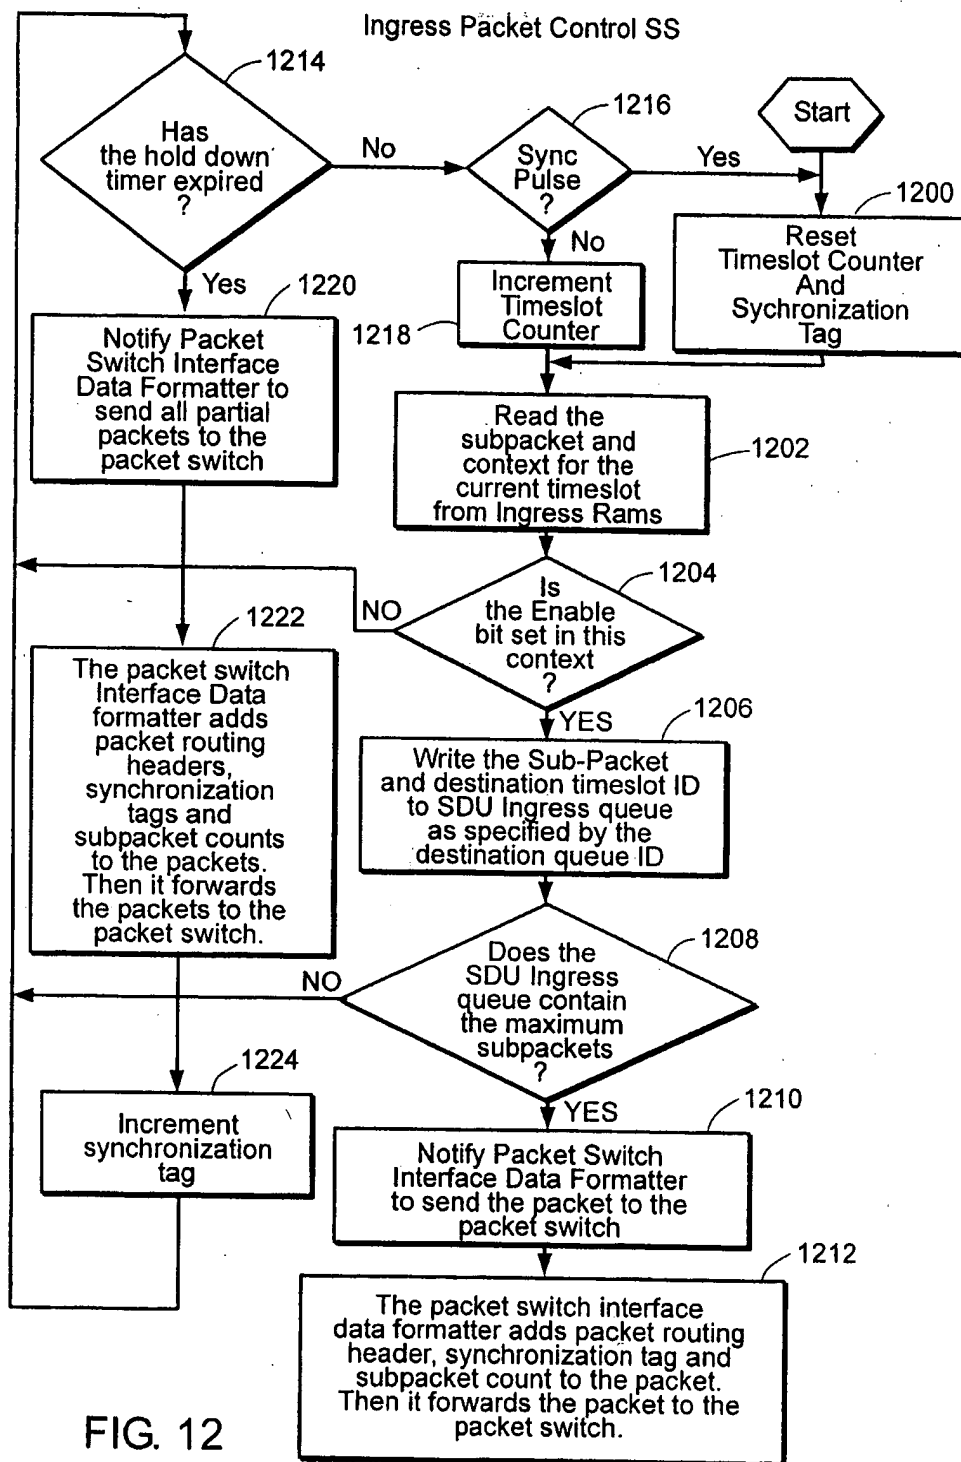 Ingress Packet Control SS
1214
Has
the hold down
timer expired
?
No
Yes
1216
Sync
Pulse
?
Yes
No
Start
1200
Reset
Timeslot Counter
And
Sychronization
Tag
1218
Increment
Timeslot
Counter
1220
Notify Packet
Switch Interface
Data Formatter to
send all partial
packets to the
packet switch
Read the
subpacket and
context for the
current timeslot
from Ingress Rams
1202
Is
the Enable
bit set in this
context
?
1204
NO
YES
1222
The packet switch
Interface Data
formatter adds
packet routing
headers,
synchronization
tags and
subpacket counts
to the packets.
Then it forwards
the packets to the
packet switch.
1206
Write the Sub-Packet
and destination timeslot ID
to SDU Ingress queue
as specified by the
destination queue ID
Does the
SDU Ingress
queue contain
the maximum
subpackets
?
1208
NO
YES
1224
Increment
synchronization
tag
1210
Notify Packet Switch
Interface Data Formatter
to send the packet to the
packet switch
1212
The packet switch interface
data formatter adds packet routing
header, synchronization tag and
subpacket count to the packet.
Then it forwards the packet to the
packet switch.
FIG. 12